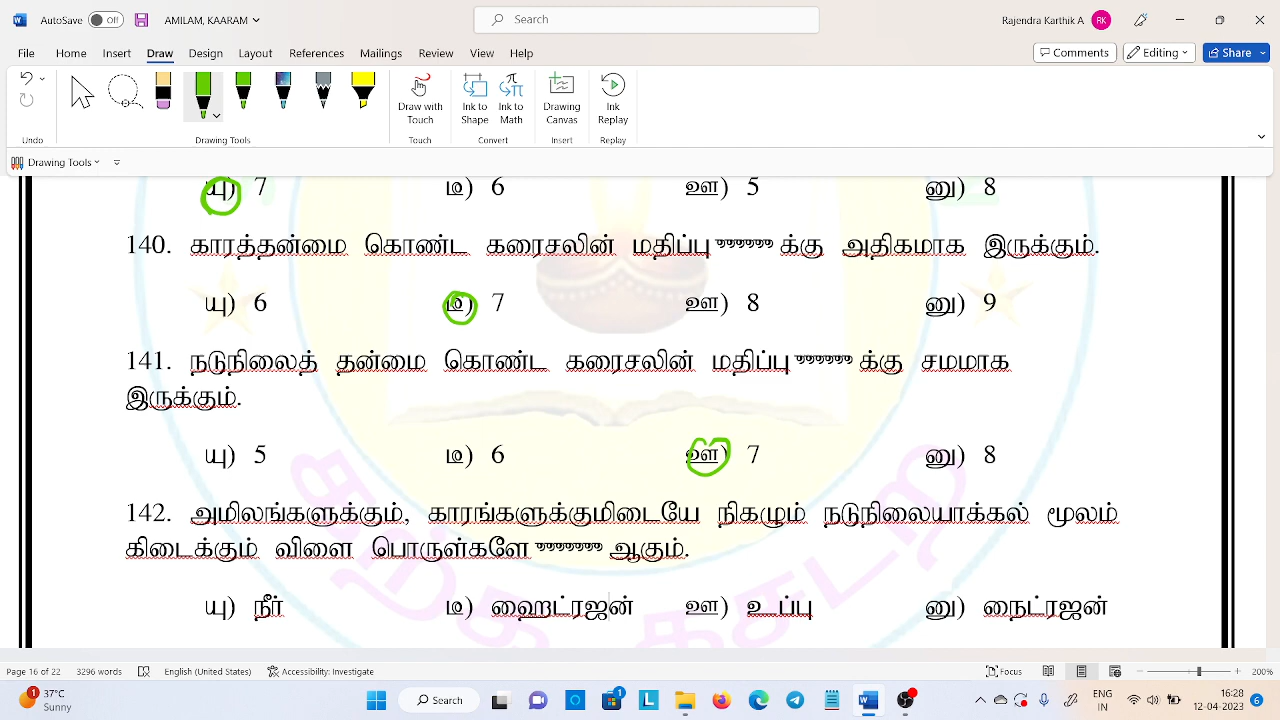 AutoSave Off AMILAM, KAARAM Search Rajendra Karthik A RK
File Home Insert Draw Design Layout References Mailings Review View Help Comments Editing Share
Draw with Touch Ink to Shape Ink to Math Drawing Canvas Ink Replay
Undo Drawing Tools Touch Convert Insert Replay
Drawing Tools
யு) 7 டீ) 6 ஊ) 5 னு) 8
140. காரத்தன்மை கொண்ட கரைசலின் மதிப்பு ுுுுுு க்கு அதிகமாக இருக்கும்.
யு) 6 டீ) 7 ஊ) 8 னு) 9
141. நடுநிலைத் தன்மை கொண்ட கரைசலின் மதிப்பு ுுுுுு க்கு சமமாக
இருக்கும்.
யு) 5 டீ) 6 ஊ) 7 னு) 8
142. அமிலங்களுக்கும், காரங்களுக்குமிடையே நிகழும் நடுநிலையாக்கல் மூலம்
கிடைக்கும் விளை பொருள்களே ுுுுுுு ஆகும்.
யு) நீர் டீ) ஹைட்ரஜன் ஊ) உப்பு னு) நைட்ரஜன்
Page 16 of 22 3296 words English (United States) Accessibility: Investigate Focus 200%
1 37°C Sunny Search 1 L ENG IN 16:28 12-04-2023 6